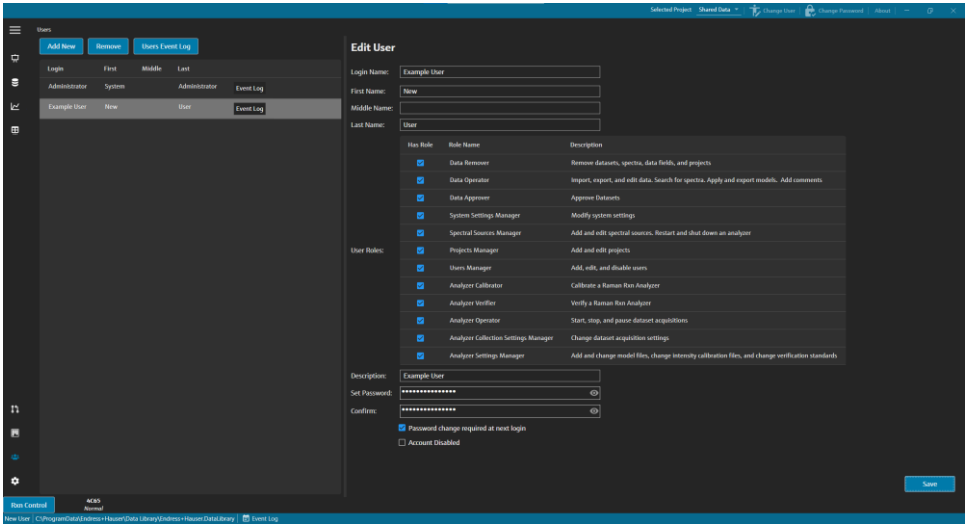 Selected Project Shared Data Change User Change Password About
Users
Add New Remove Users Event Log
Login First Middle Last
Administrator System Administrator Event Log
Example User New User Event Log
Edit User
Login Name: Example User
First Name: New
Middle Name:
Last Name: User
User Roles:
Has Role Role Name Description
Data Remover Remove datasets, spectra, data fields, and projects
Data Operator Import, export, and edit data. Search for spectra. Apply and export models. Add comments
Data Approver Approve Datasets
System Settings Manager Modify system settings
Spectral Sources Manager Add and edit spectral sources. Restart and shut down an analyzer
Projects Manager Add and edit projects
Users Manager Add, edit, and disable users
Analyzer Calibrator Calibrate a Raman Rxn Analyzer
Analyzer Verifier Verify a Raman Rxn Analyzer
Analyzer Operator Start, stop, and pause dataset acquisitions
Analyzer Collection Settings Manager Change dataset acquisition settings
Analyzer Settings Manager Add and change model files, change intensity calibration files, and change verification standards
Description: Example User
Set Password: •••••••••••••••
Confirm: •••••••••••••••
Password change required at next login
Account Disabled
Save
Rxn Control 4C65
Normal
New User C:\ProgramData\Endress+Hauser\Data Library\Endress+Hauser.DataLibrary Event Log